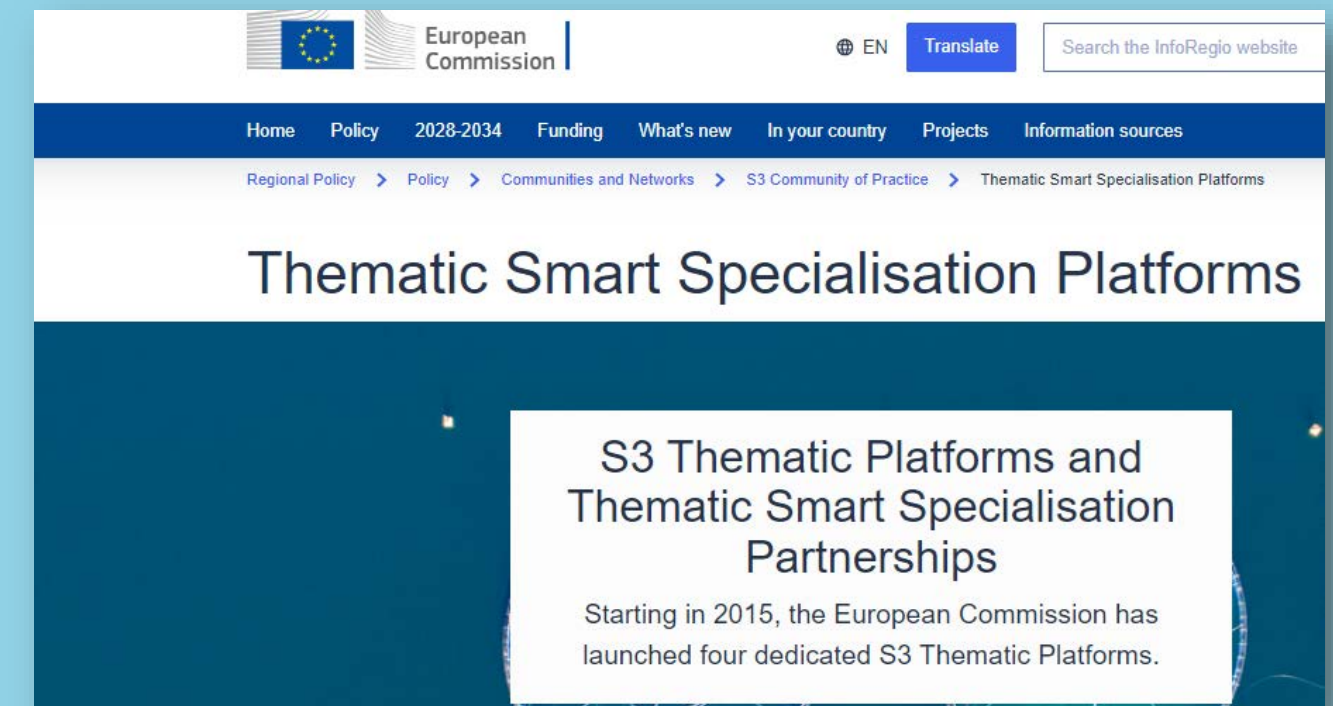 European
Commission
EN Translate Search the InfoRegio website
Home Policy 2028-2034 Funding What's new In your country Projects Information sources
Regional Policy > Policy > Communities and Networks > S3 Community of Practice > Thematic Smart Specialisation Platforms
Thematic Smart Specialisation Platforms
S3 Thematic Platforms and
Thematic Smart Specialisation
Partnerships
Starting in 2015, the European Commission has
launched four dedicated S3 Thematic Platforms.